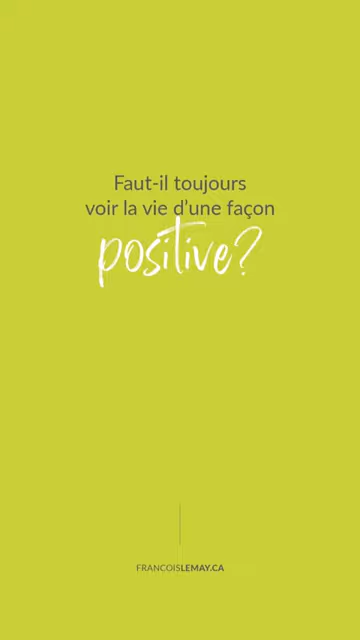 Faut-il toujours
voir la vie d’une façon
positive?
FRANCOISLEMAY.CA